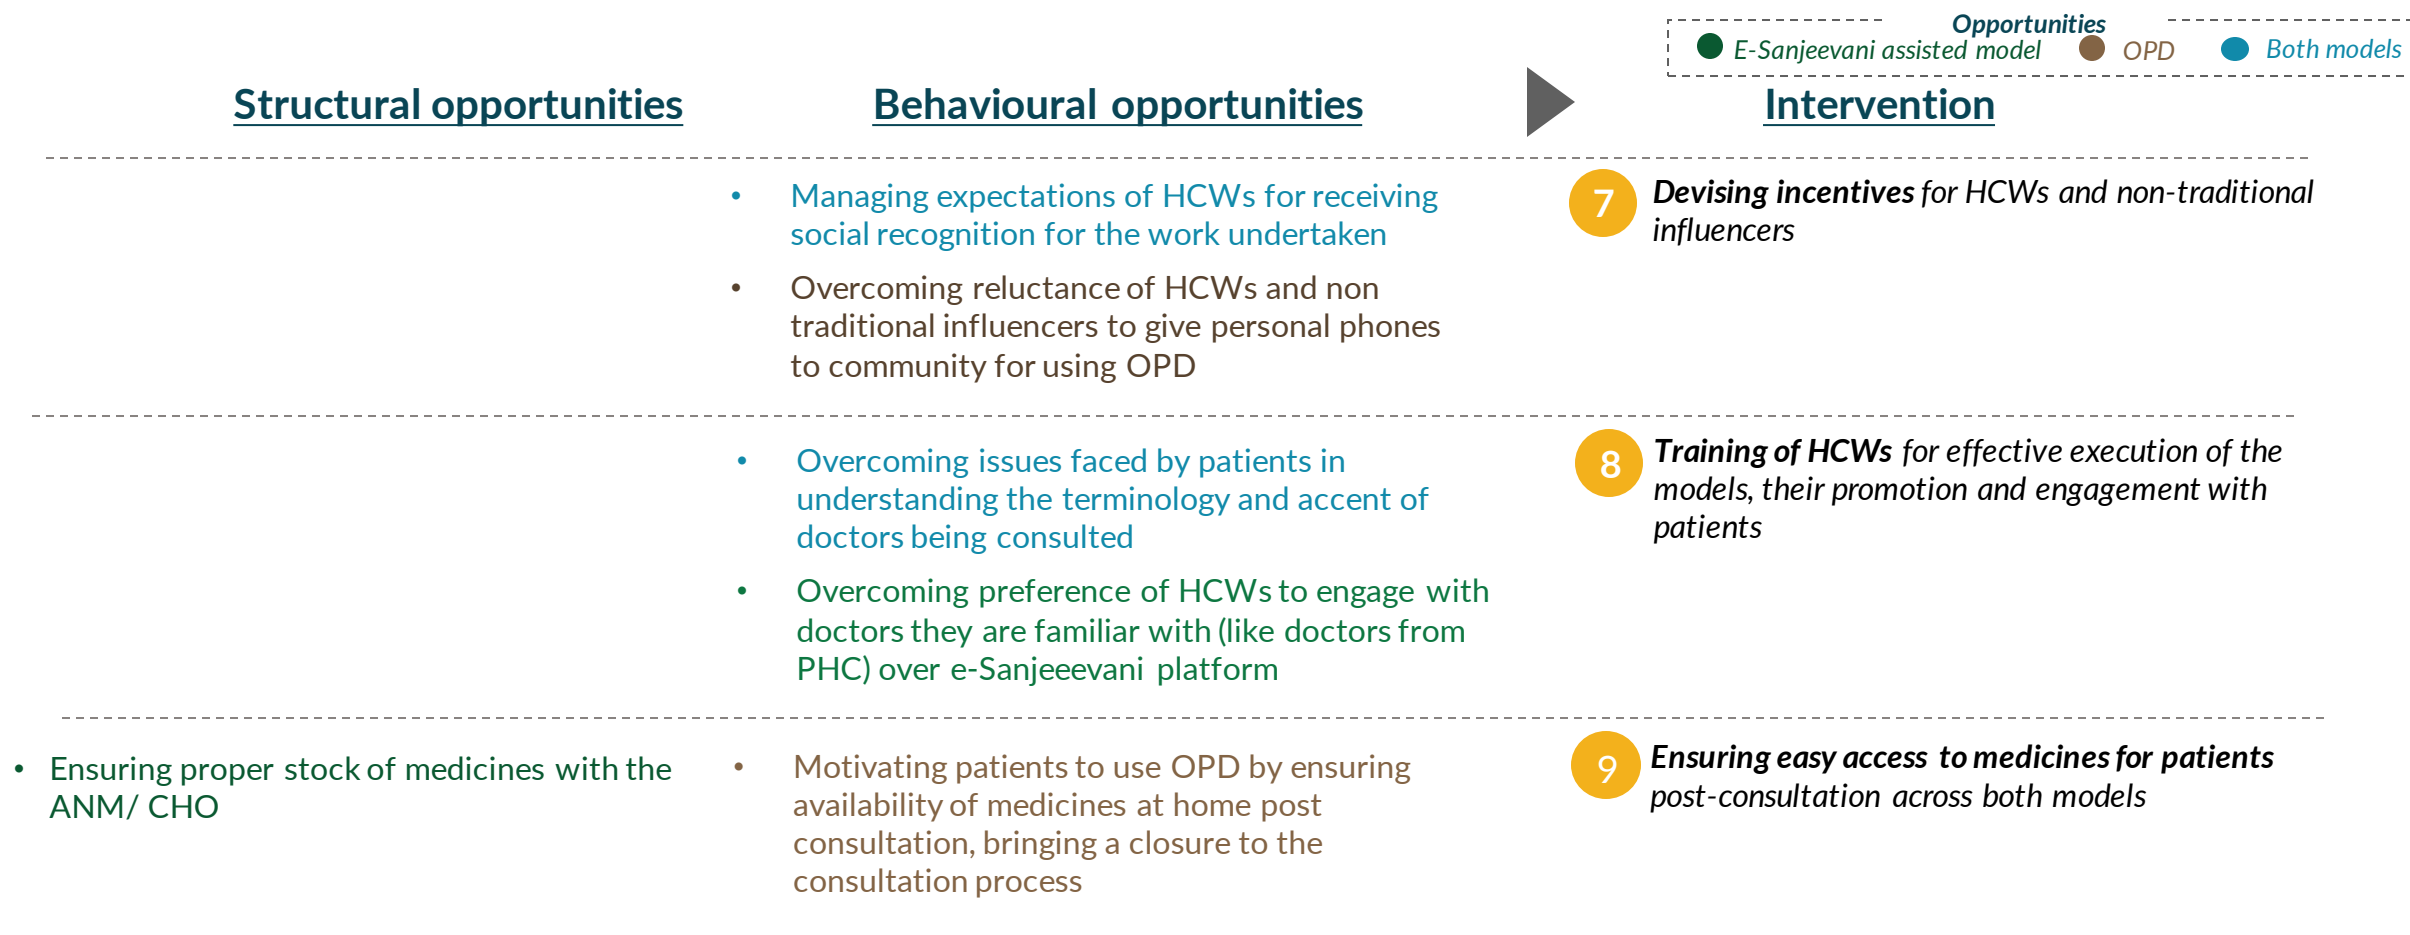 Opportunities
E-Sanjeevani assisted model OPD Both models
Structural opportunities Behavioural opportunities Intervention
• Managing expectations of HCWs for receiving
social recognition for the work undertaken
• Overcoming reluctance of HCWs and non
traditional influencers to give personal phones
to community for using OPD
7 Devising incentives for HCWs and non-traditional
influencers
• Overcoming issues faced by patients in
understanding the terminology and accent of
doctors being consulted
• Overcoming preference of HCWs to engage with
doctors they are familiar with (like doctors from
PHC) over e-Sanjeeevani platform
8 Training of HCWs for effective execution of the
models, their promotion and engagement with
patients
• Ensuring proper stock of medicines with the
ANM/ CHO
• Motivating patients to use OPD by ensuring
availability of medicines at home post
consultation, bringing a closure to the
consultation process
9 Ensuring easy access to medicines for patients
post-consultation across both models